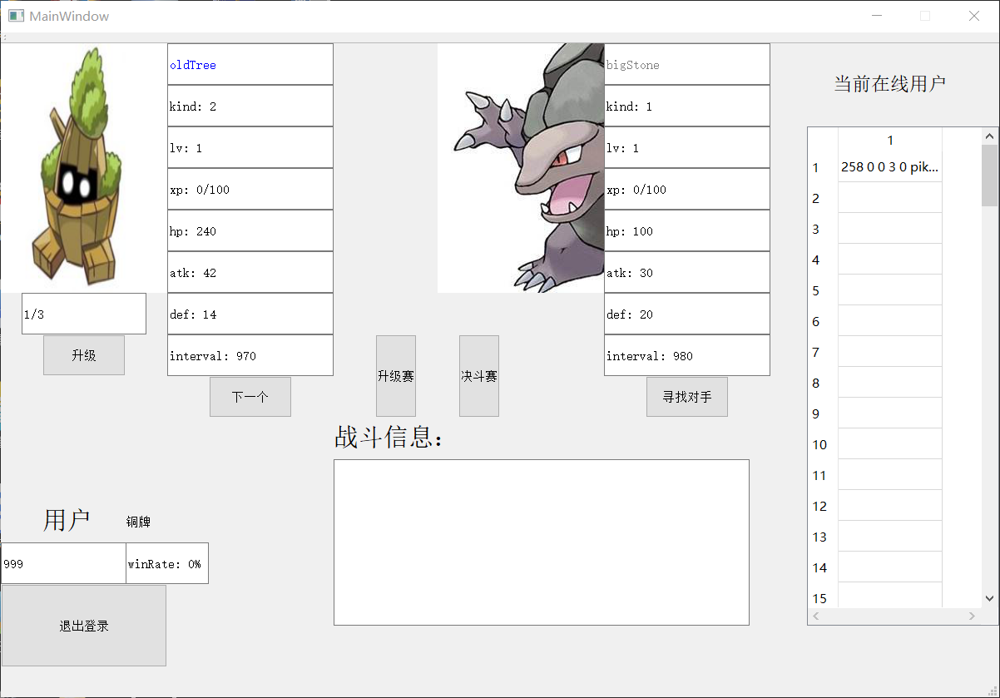 MainWindow
oldTree
kind: 2
lv: 1
xp: 0/100
hp: 240
atk: 42
def: 14
interval: 970
1/3
升级
下一个
升级赛
决斗赛
bigStone
kind: 1
lv: 1
xp: 0/100
hp: 100
atk: 30
def: 20
interval: 980
寻找对手
战斗信息:
用户
铜牌
999
winRate: 0%
退出登录
当前在线用户
1
1 258 0 0 3 0 pik...
2
3
4
5
6
7
8
9
10
11
12
13
14
15